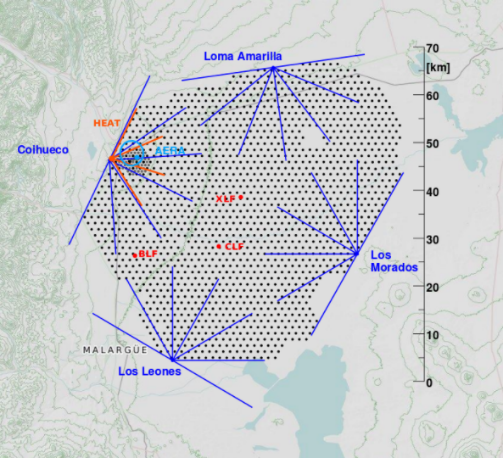 70
[km]
Loma Amarilla
60
HEAT
50
Colhueco
AERA
40
XLF
30
CLF
BLF
Los
Morados
20
10
MALARGÜE
Los Leones
0